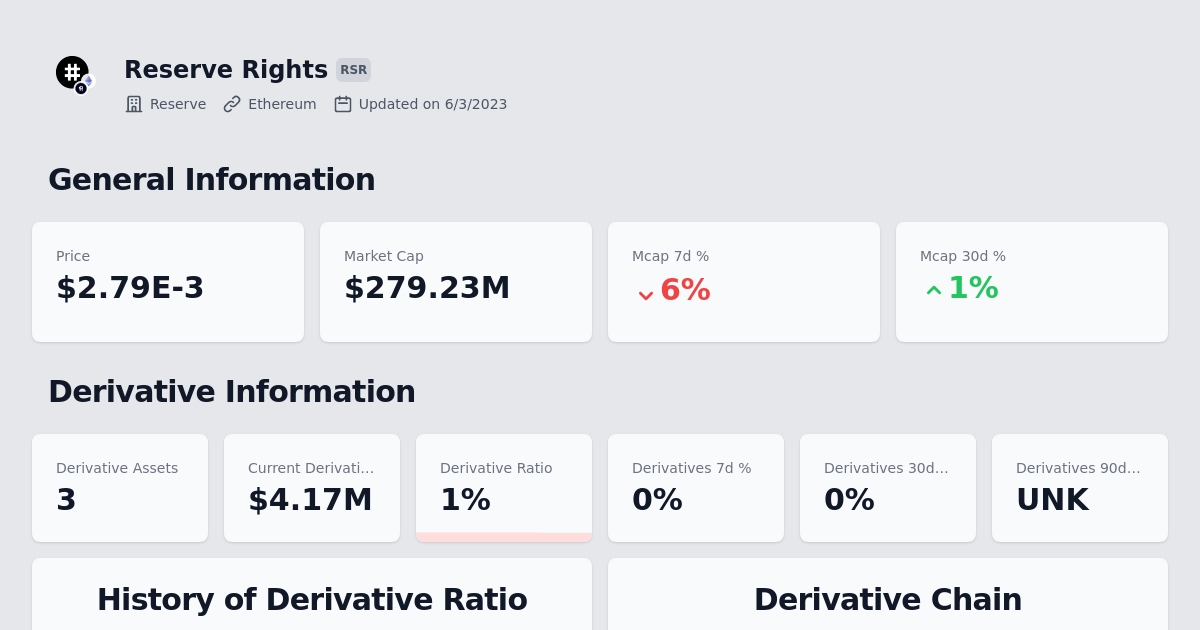 Reserve Rights RSR
Reserve Ethereum Updated on 6/3/2023
General Information
Price Market Cap Mcap 7d % Mcap 30d %
$2.79E-3 $279.23M 6% 1%
Derivative Information
Derivative Assets Current Derivati... Derivative Ratio Derivatives 7d % Derivatives 30d... Derivatives 90d...
3 $4.17M 1% 0% 0% UNK
History of Derivative Ratio Derivative Chain